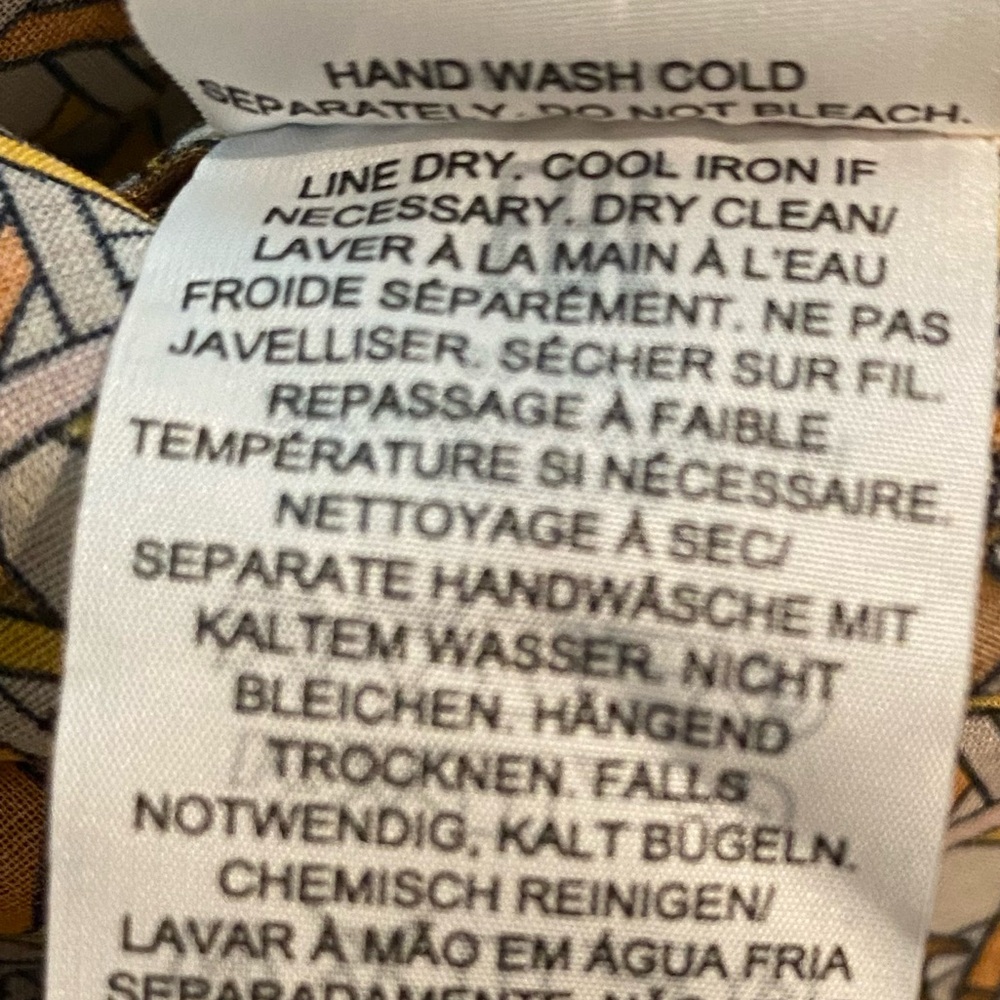 HAND WASH COLD
SEPARATELY. DO NOT BLEACH.
LINE DRY. COOL IRON IF
NECESSARY. DRY CLEAN/
LAVER À LA MAIN À L'EAU
FROIDE SÉPARÉMENT. NE PAS
JAVELLISER. SÉCHER SUR FIL.
REPASSAGE À FAIBLE
TEMPÉRATURE SI NÉCESSAIRE.
NETTOYAGE À SEC/
SEPARATE HANDWÄSCHE MIT
KALTEM WASSER. NICHT
BLEICHEN. HÄNGEND
TROCKNEN. FALLS
NOTWENDIG, KALT BÜGELN.
CHEMISCH REINIGEN/
LAVAR À MÃO EM ÁGUA FRIA
SEPARADAMENTE. NÃO